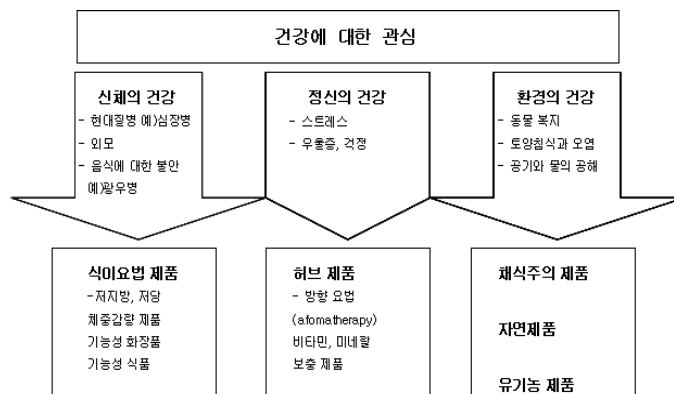 건강에 대한 관심
신체의 건강
- 현대질병 예)심장병
- 외모
- 음식에 대한 불안
예)광우병
정신의 건강
- 스트레스
- 우울증, 걱정
환경의 건강
- 동물 복지
- 토양침식과 오염
- 공기와 물의 공해
식이요법 제품
-저지방, 저당
체중감량 제품
기능성 화장품
기능성 식품
허브 제품
- 방향 요법
(afomatherapy)
비타민, 미네랄
보충 제품
채식주의 제품
자연제품
유기농 제품